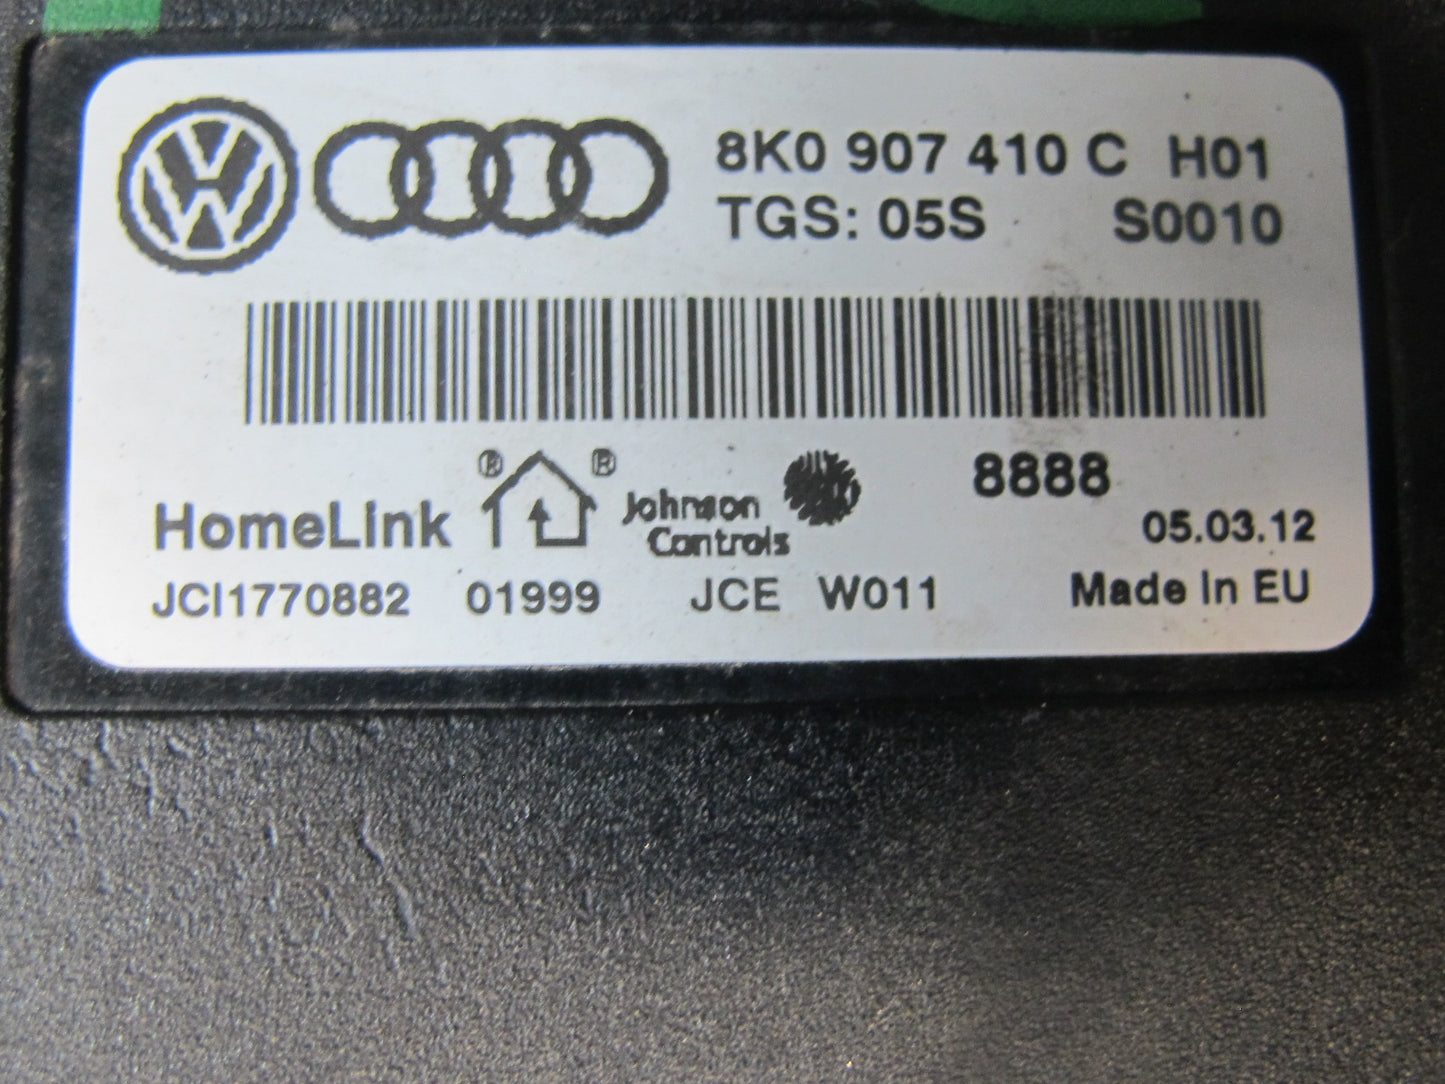 8K0 907 410 C H01
TGS: 05S S0010
8888
HomeLink ® ® Johnson Controls
05.03.12
JCI1770882 01999 JCE W011 Made In EU